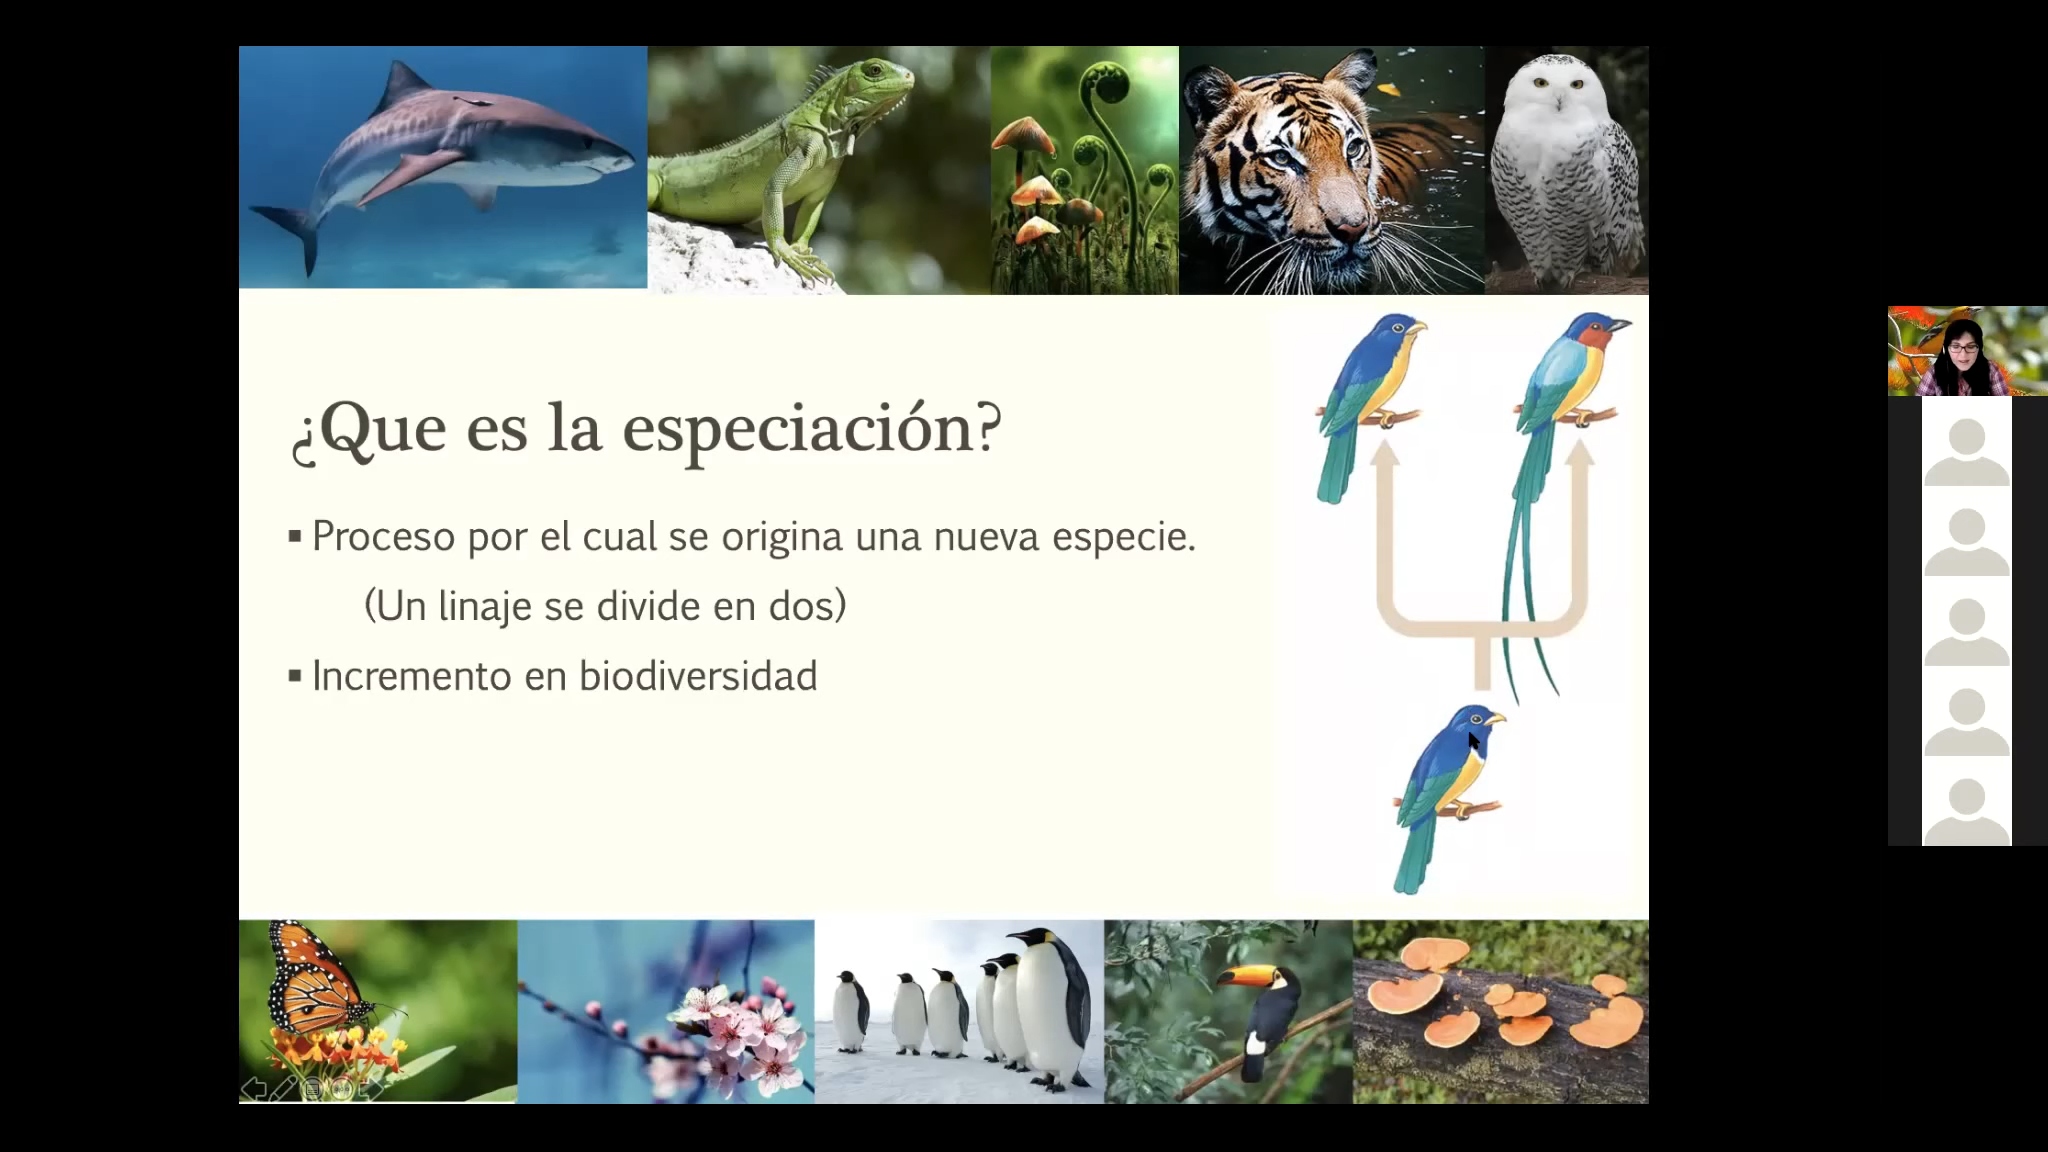 ¿Que es la especiación?
▪ Proceso por el cual se origina una nueva especie.
(Un linaje se divide en dos)
▪ Incremento en biodiversidad